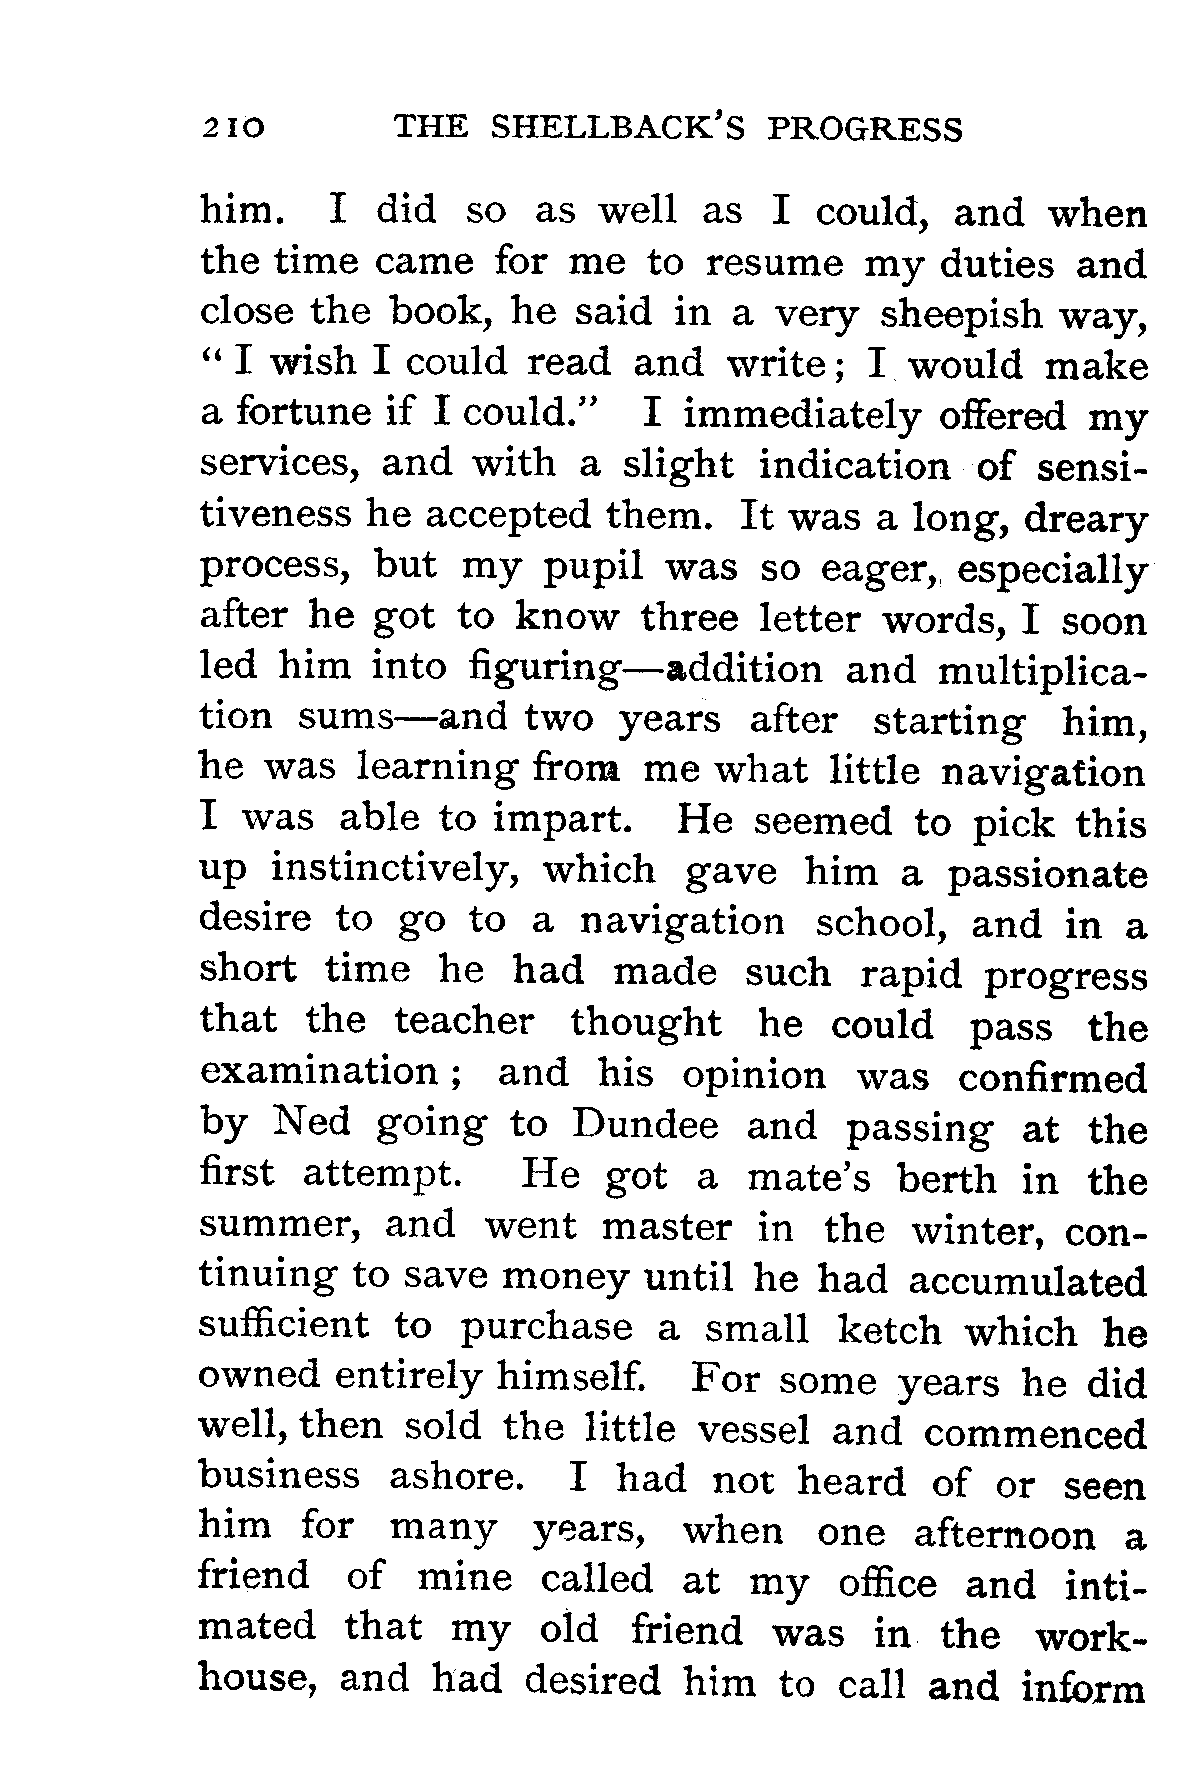 210 THE SHELLBACK'S PROGRESS
him. I did so as well as I could, and when
the time came for me to resume my duties and
close the book, he said in a very sheepish way,
“ I wish I could read and write ; I would make
a fortune if I could.” I immediately offered my
services, and with a slight indication of sensi-
tiveness he accepted them. It was a long, dreary
process, but my pupil was so eager, especially
after he got to know three letter words, I soon
led him into figuring—addition and multiplica-
tion sums—and two years after starting him,
he was learning from me what little navigation
I was able to impart. He seemed to pick this
up instinctively, which gave him a passionate
desire to go to a navigation school, and in a
short time he had made such rapid progress
that the teacher thought he could pass the
examination ; and his opinion was confirmed
by Ned going to Dundee and passing at the
first attempt. He got a mate's berth in the
summer, and went master in the winter, con-
tinuing to save money until he had accumulated
sufficient to purchase a small ketch which he
owned entirely himself. For some years he did
well, then sold the little vessel and commenced
business ashore. I had not heard of or seen
him for many years, when one afternoon a
friend of mine called at my office and inti-
mated that my old friend was in the work-
house, and had desired him to call and inform